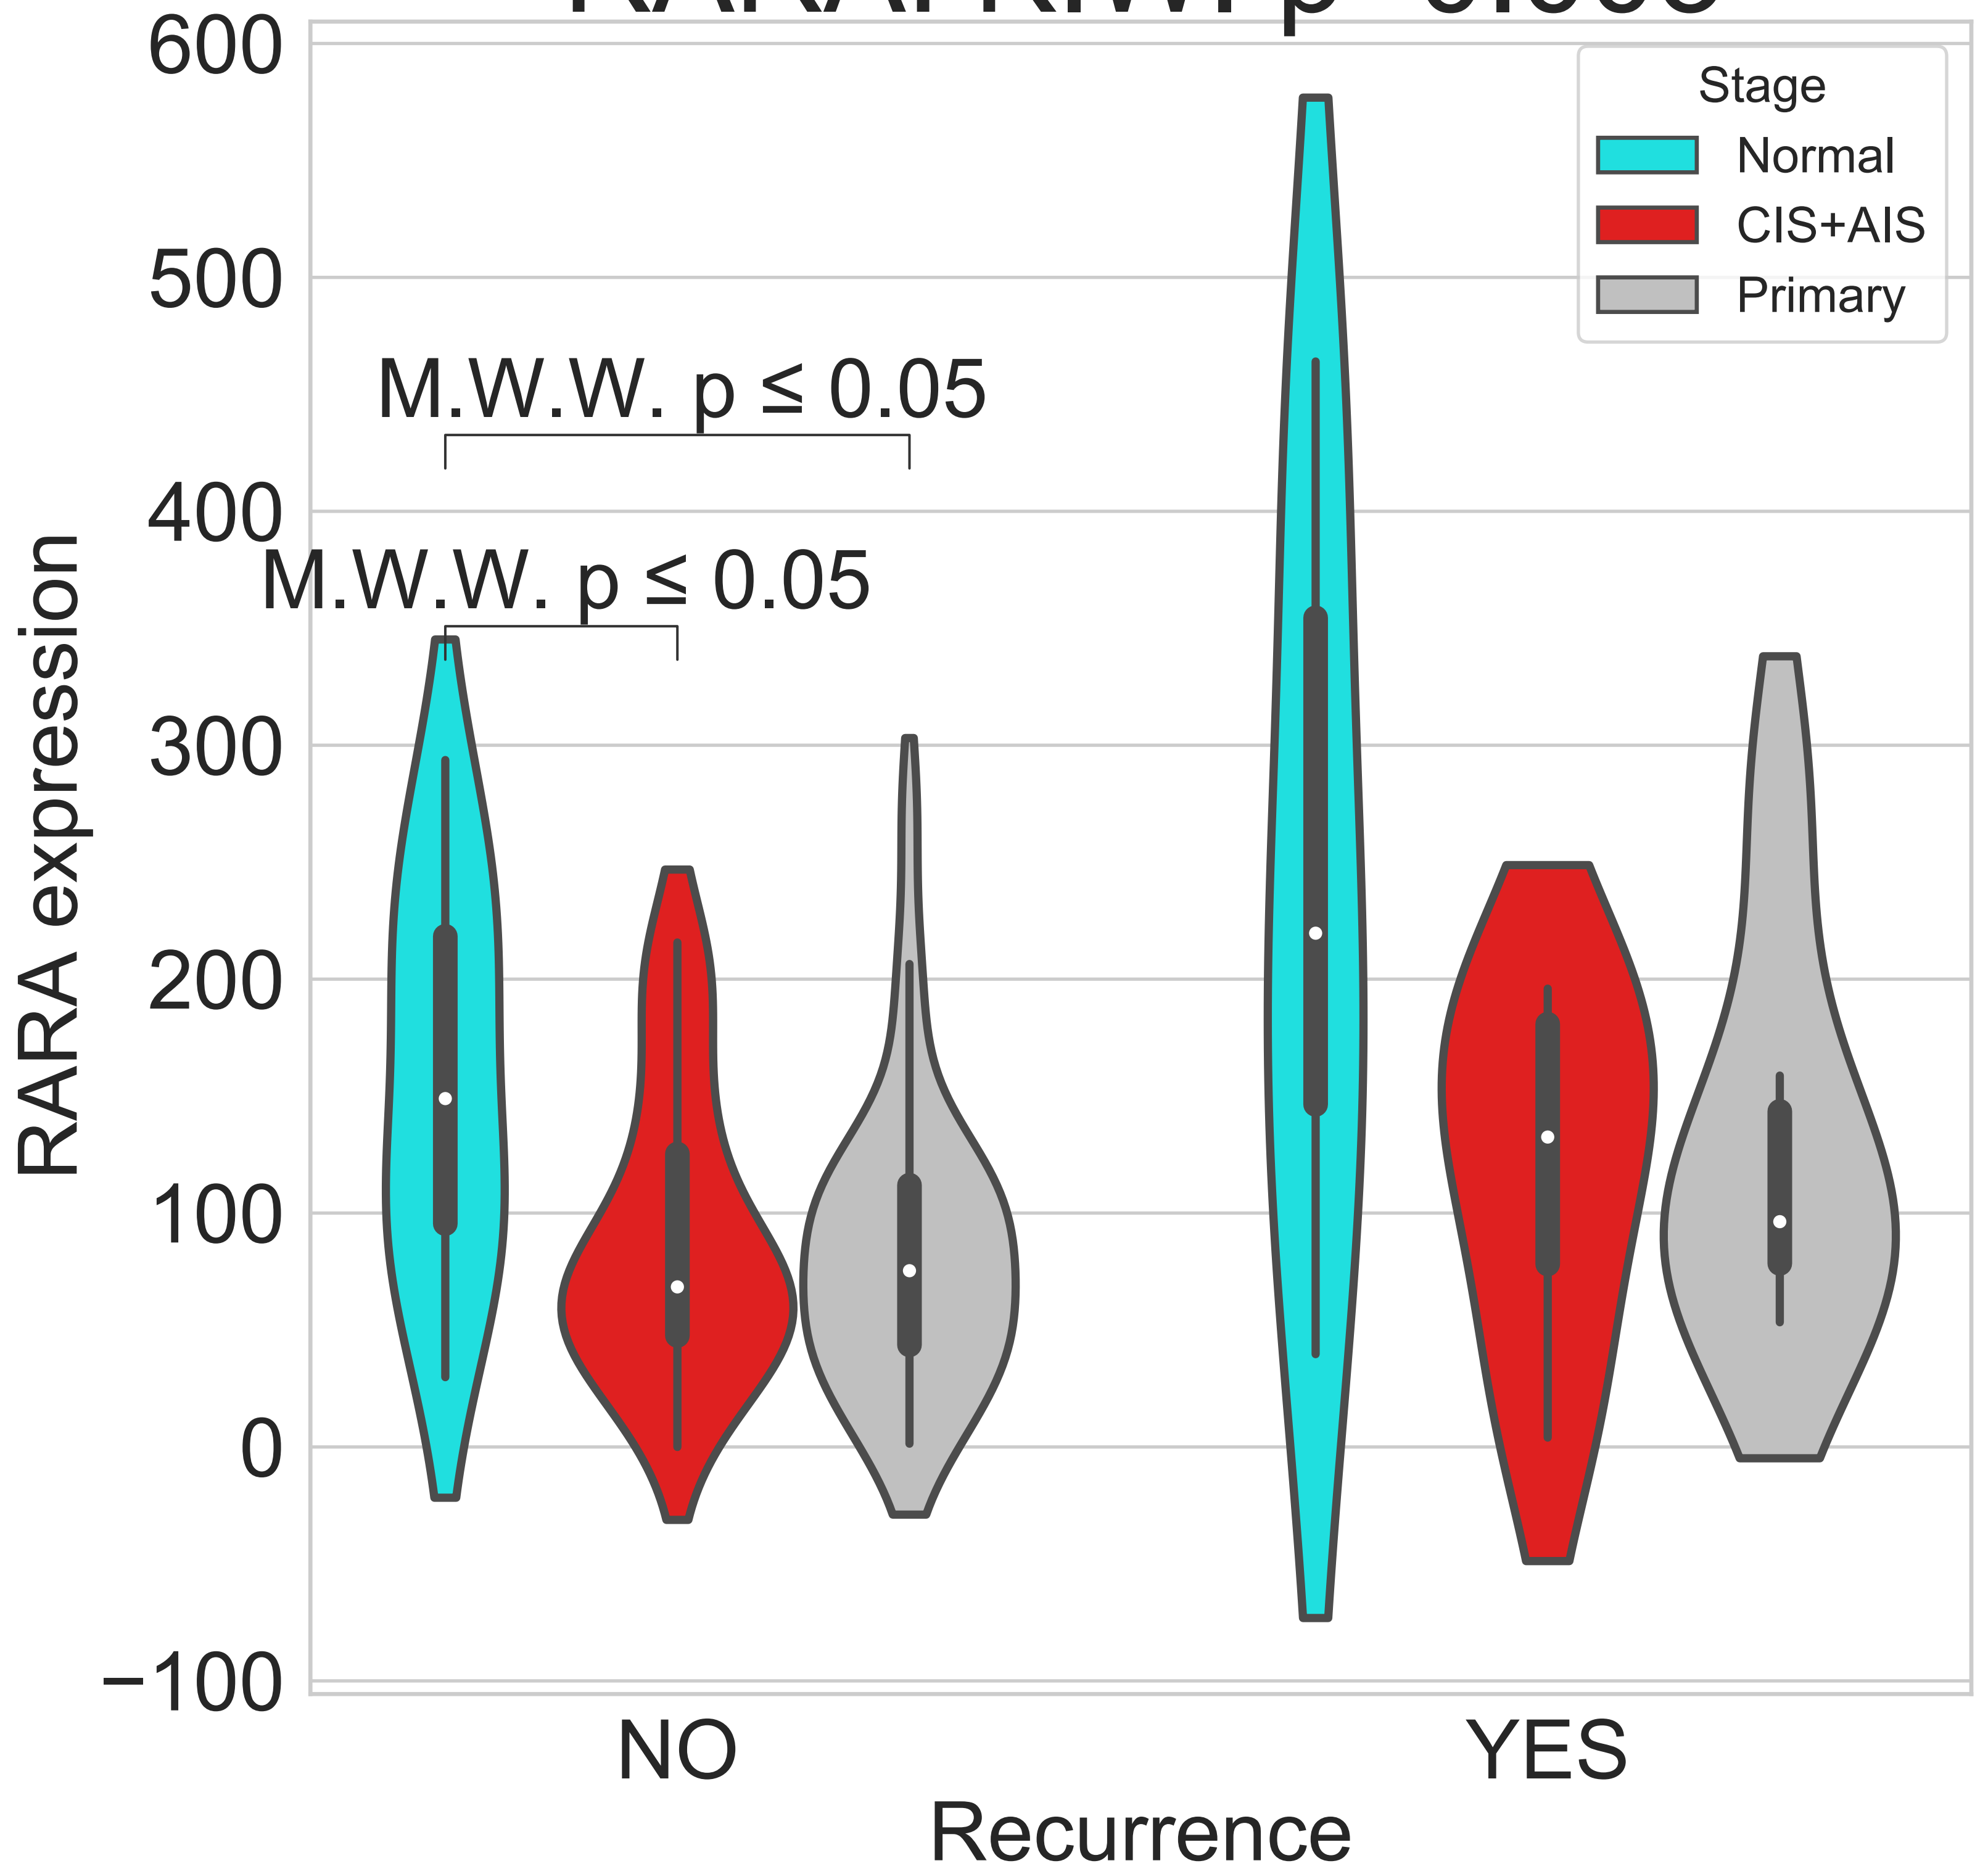 600
500
400
300
200
100
0
−100
RARA expression
M.W.W. p ≤ 0.05
M.W.W. p ≤ 0.05
Stage
Normal
CIS+AIS
Primary
NO
YES
Recurrence